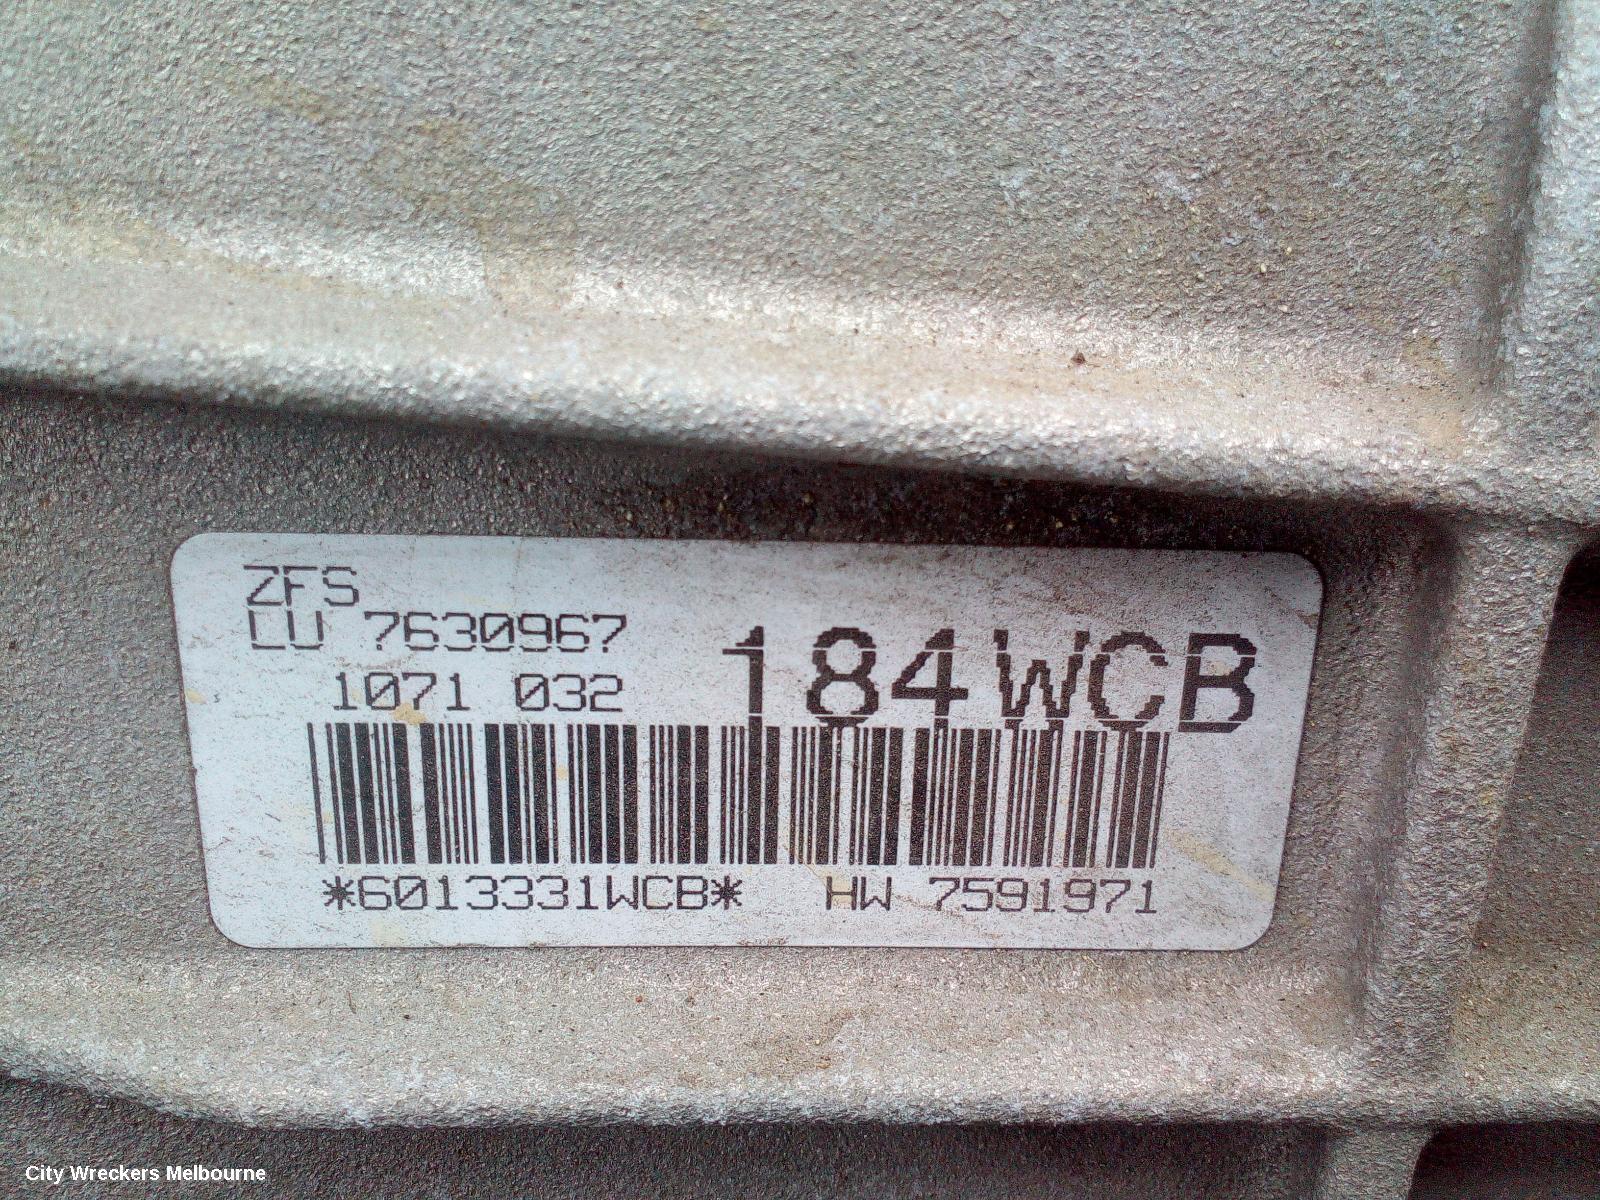 ZFS
LU 7630967
1071 032
184WCB
*6013331WCB* HW 7591971
City Wreckers Melbourne